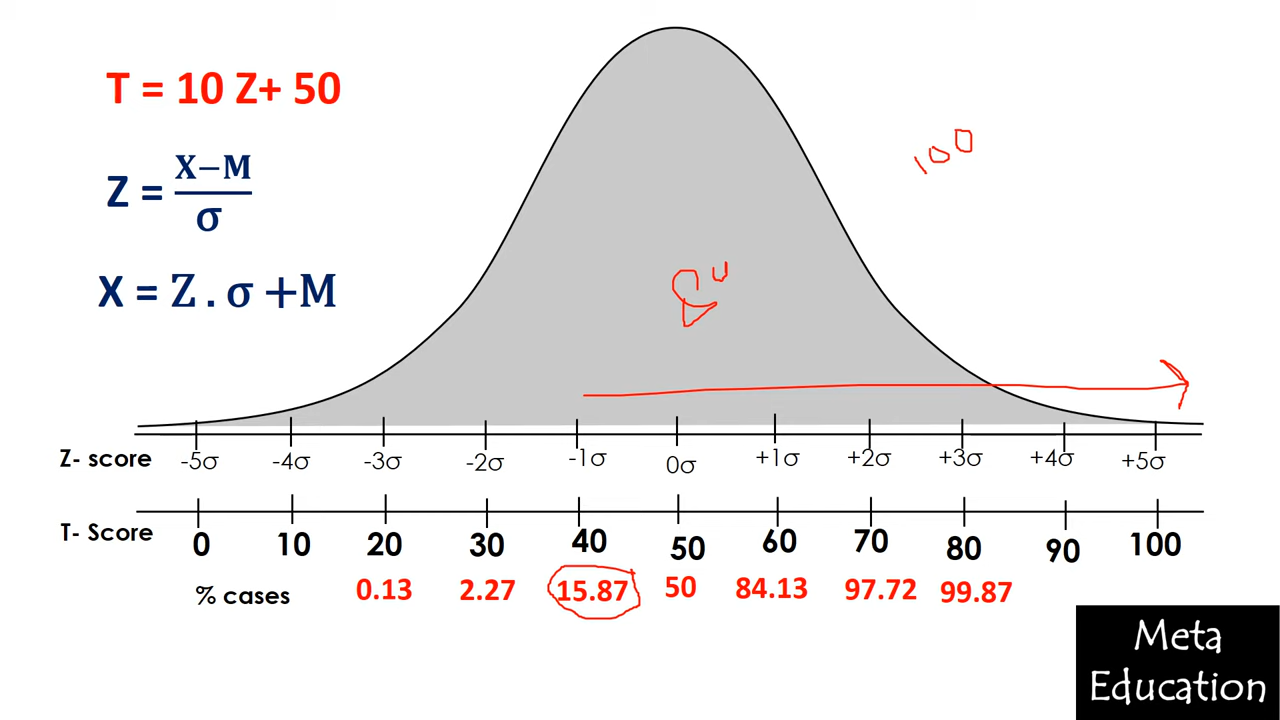 T = 10 Z+ 50
Z = X−M / σ
X = Z . σ +M
100
Z- score -5σ -4σ -3σ -2σ -1σ 0σ +1σ +2σ +3σ +4σ +5σ
T- Score 0 10 20 30 40 50 60 70 80 90 100
% cases 0.13 2.27 15.87 50 84.13 97.72 99.87
Meta
Education